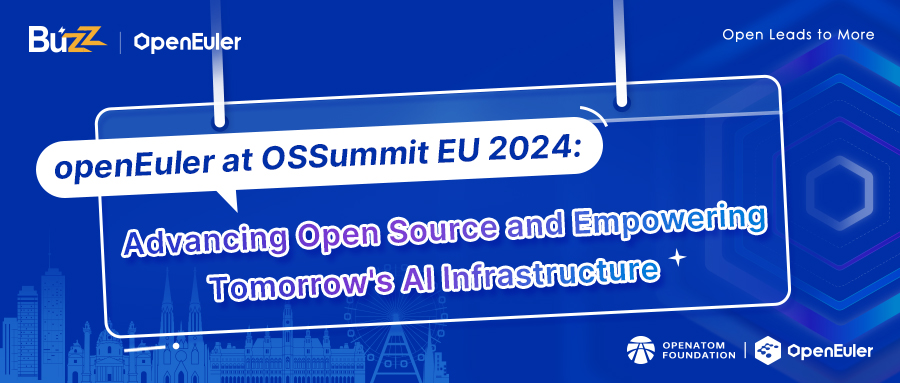 Buzz | OpenEuler
Open Leads to More
openEuler at OSSummit EU 2024:
Advancing Open Source and Empowering
Tomorrow's AI Infrastructure
OPENATOM
FOUNDATION
OpenEuler